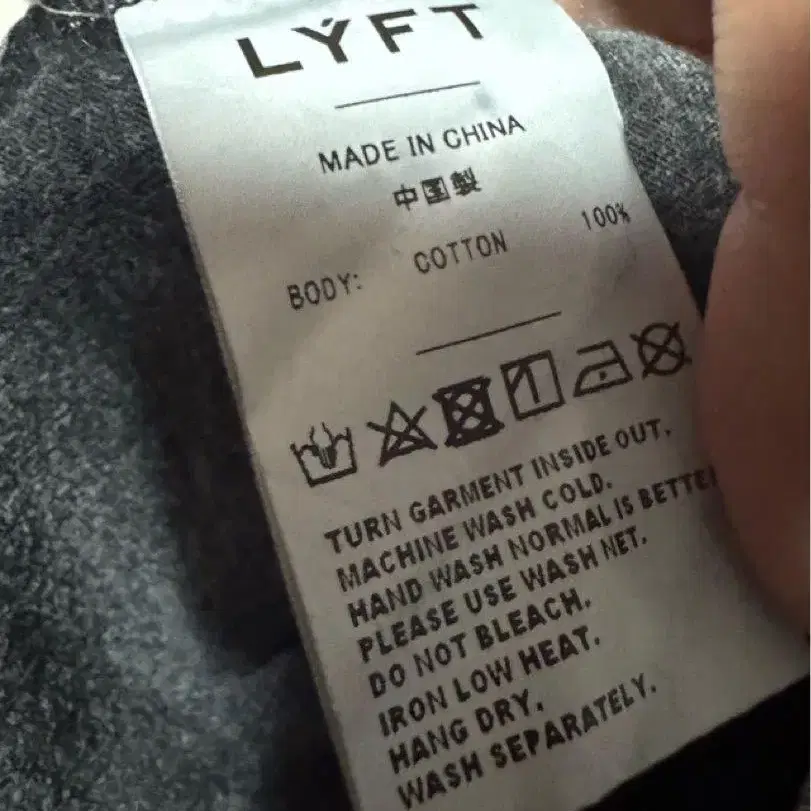 LÝFT
MADE IN CHINA
中国製
BODY: COTTON 100%
TURN GARMENT INSIDE OUT.
MACHINE WASH COLD.
HAND WASH NORMAL IS BETTE
PLEASE USE WASH NET.
DO NOT BLEACH.
IRON LOW HEAT.
HANG DRY.
WASH SEPARATELY.